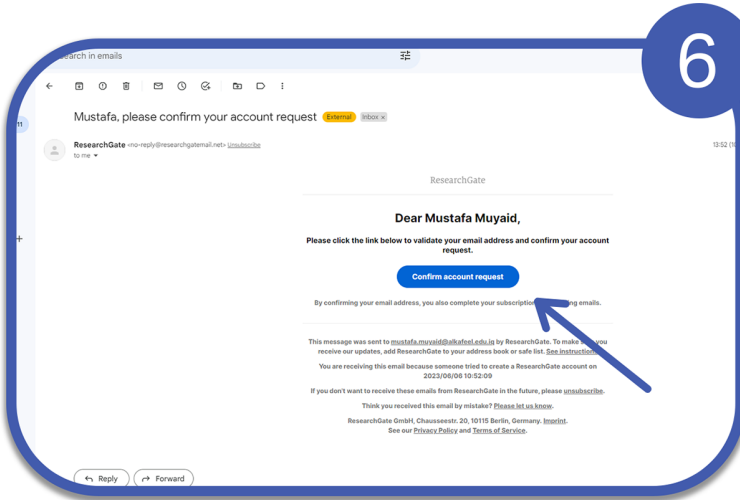 6
earch in emails
11
Mustafa, please confirm your account request External inbox x
ResearchGate <no-reply@researchgatemail.net> Unsubscribe
13:52
to me
ResearchGate
Dear Mustafa Muyaid,
Please click the link below to validate your email address and confirm your account
request.
Confirm account request
By confirming your email address, you also complete your subscription emails.
This message was sent to mustafa.muyaid@alkafeel.edu.iq by ResearchGate. To make you
receive our updates, add ResearchGate to your address book or safe list. See instructions
You are receiving this email because someone tried to create a ResearchGate account on
2023/06/06 10:52:09
If you don't want to receive these emails from ResearchGate in the future, please unsubscribe.
Think you received this email by mistake? Please let us know.
ResearchGate GmbH, Chausseestr. 20, 10115 Berlin, Germany. Imprint.
See our Privacy Policy and Terms of Service.
Reply Forward